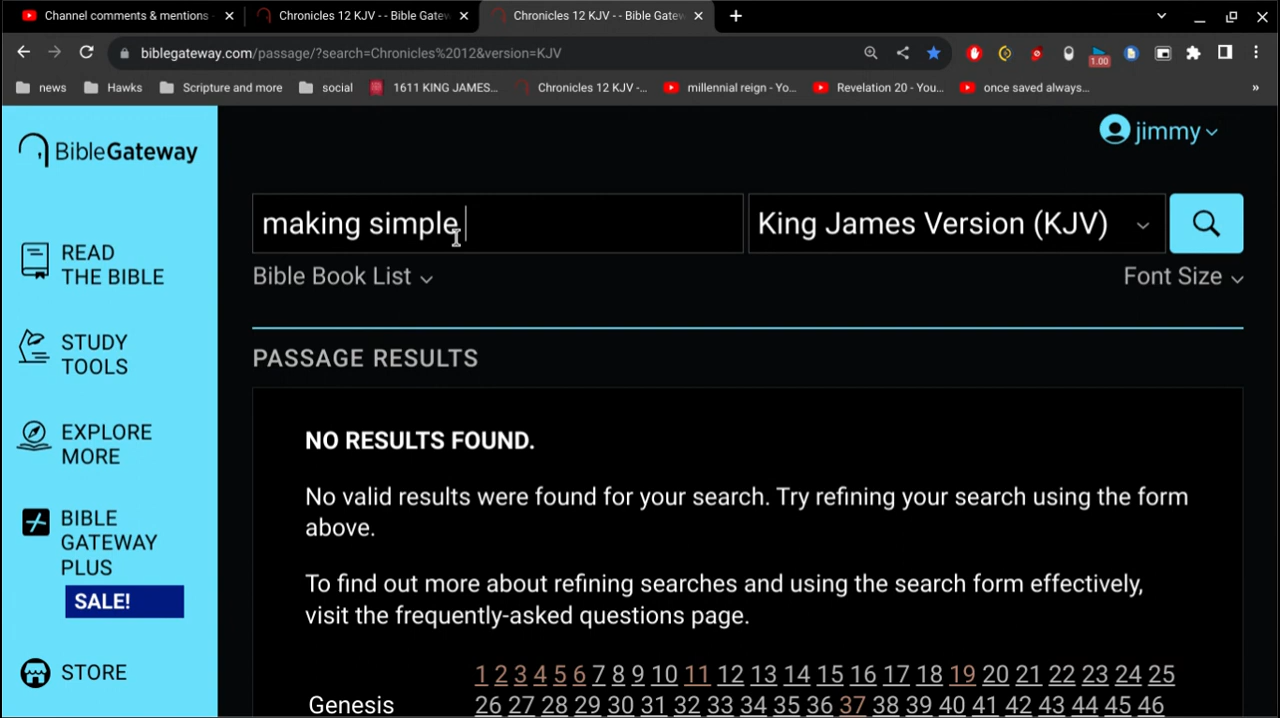 Channel comments & mentions -
Chronicles 12 KJV - - Bible Gatew
Chronicles 12 KJV - - Bible Gatew
biblegateway.com/passage/?search=Chronicles%2012&version=KJV
1.00
news
Hawks
Scripture and more
social
1611 KING JAMES...
Chronicles 12 KJV -...
millennial reign - Yo...
Revelation 20 - You...
once saved always...
»
BibleGateway
jimmy
making simple
King James Version (KJV)
READ
THE BIBLE
Bible Book List
Font Size
STUDY
TOOLS
PASSAGE RESULTS
EXPLORE
MORE
NO RESULTS FOUND.
No valid results were found for your search. Try refining your search using the form
above.
BIBLE
GATEWAY
PLUS
SALE!
To find out more about refining searches and using the search form effectively,
visit the frequently-asked questions page.
STORE
Genesis
1 2 3 4 5 6 7 8 9 10 11 12 13 14 15 16 17 18 19 20 21 22 23 24 25
26 27 28 29 30 31 32 33 34 35 36 37 38 39 40 41 42 43 44 45 46